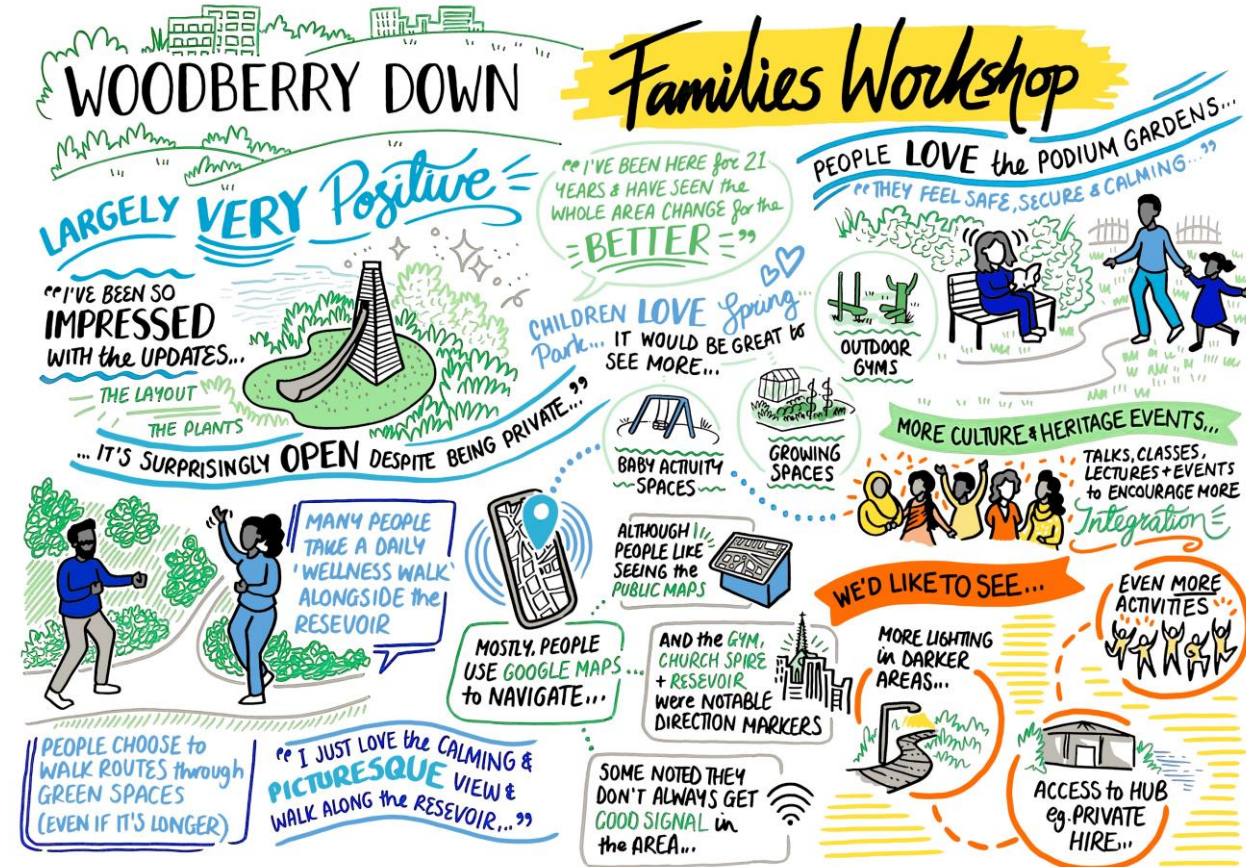 WOODBERRY DOWN
Families Workshop
LARGELY VERY Positive
"I'VE BEEN SO
IMPRESSED
WITH the UPDATES...
THE LAYOUT
THE PLANTS
... IT'S SURPRISINGLY OPEN DESPITE BEING PRIVATE..."
"I'VE BEEN HERE for 21
YEARS & HAVE SEEN the
WHOLE AREA CHANGE for the
BETTER"
PEOPLE LOVE the PODIUM GARDENS...
"THEY FEEL SAFE, SECURE & CALMING..."
CHILDREN LOVE Spring
Park...
IT WOULD BE GREAT to
SEE MORE...
OUTDOOR
GYMS
BABY ACTIVITY
SPACES
GROWING
SPACES
MORE CULTURE & HERITAGE EVENTS...
TALKS, CLASSES,
LECTURES + EVENTS
to ENCOURAGE MORE
Integration
MANY PEOPLE
TAKE A DAILY
'WELLNESS WALK'
ALONGSIDE the
RESEVOIR
PEOPLE CHOOSE to
WALK ROUTES through
GREEN SPACES
(EVEN IF IT'S LONGER)
"I JUST LOVE the CALMING &
PICTURESQUE VIEW &
WALK ALONG the RESEVOIR..."
MOSTLY, PEOPLE
USE GOOGLE MAPS
to NAVIGATE...
ALTHOUGH
PEOPLE LIKE
SEEING the
PUBLIC MAPS
AND the GYM,
CHURCH SPIRE
+ RESEVOIR
WERE NOTABLE
DIRECTION MARKERS
SOME NOTED THEY
DON'T ALWAYS GET
GOOD SIGNAL in
the AREA...
WE'D LIKE TO SEE...
MORE LIGHTING
in DARKER
AREAS...
EVEN MORE
ACTIVITIES
ACCESS to HUB
eg. PRIVATE
HIRE...